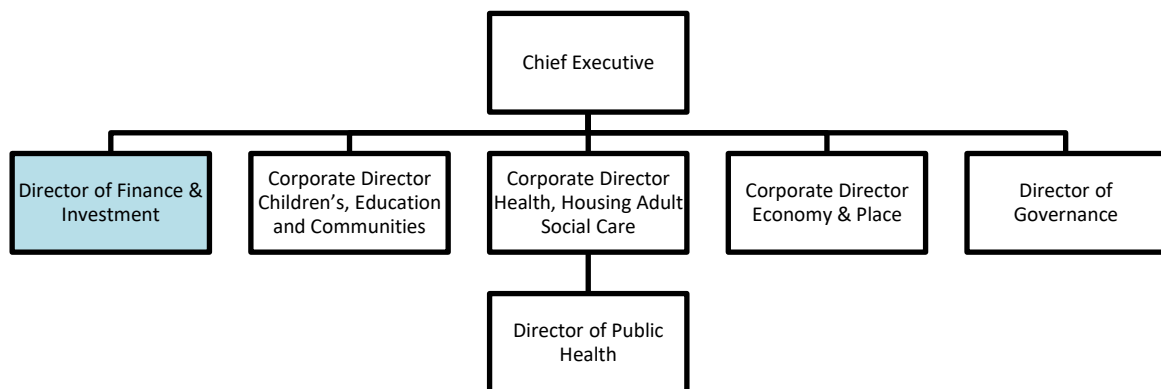 Chief Executive
Director of Finance &
Investment
Corporate Director
Children’s, Education
and Communities
Corporate Director
Health, Housing Adult
Social Care
Corporate Director
Economy & Place
Director of
Governance
Director of Public
Health